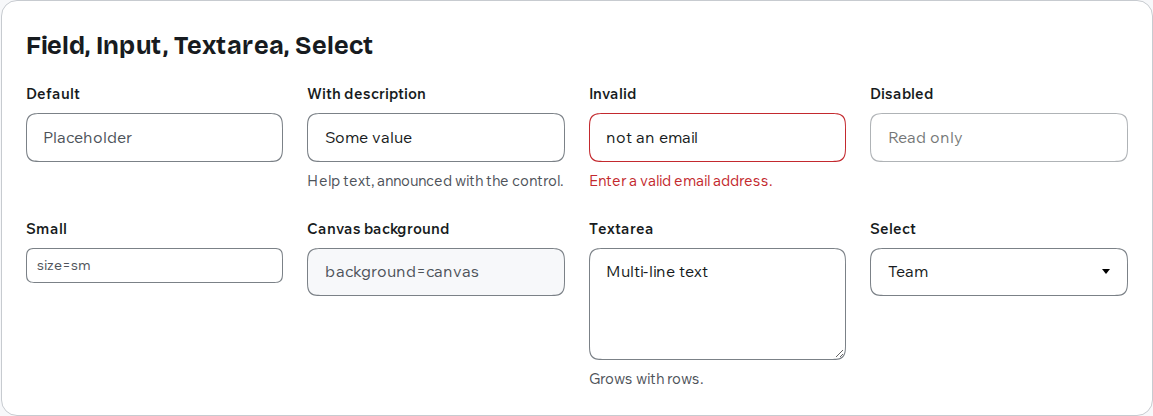 Field, Input, Textarea, Select
Default
With description
Invalid
Disabled
Placeholder
Some value
not an email
Read only
Help text, announced with the control.
Enter a valid email address.
Small
Canvas background
Textarea
Select
size=sm
background=canvas
Multi-line text
Team
Grows with rows.